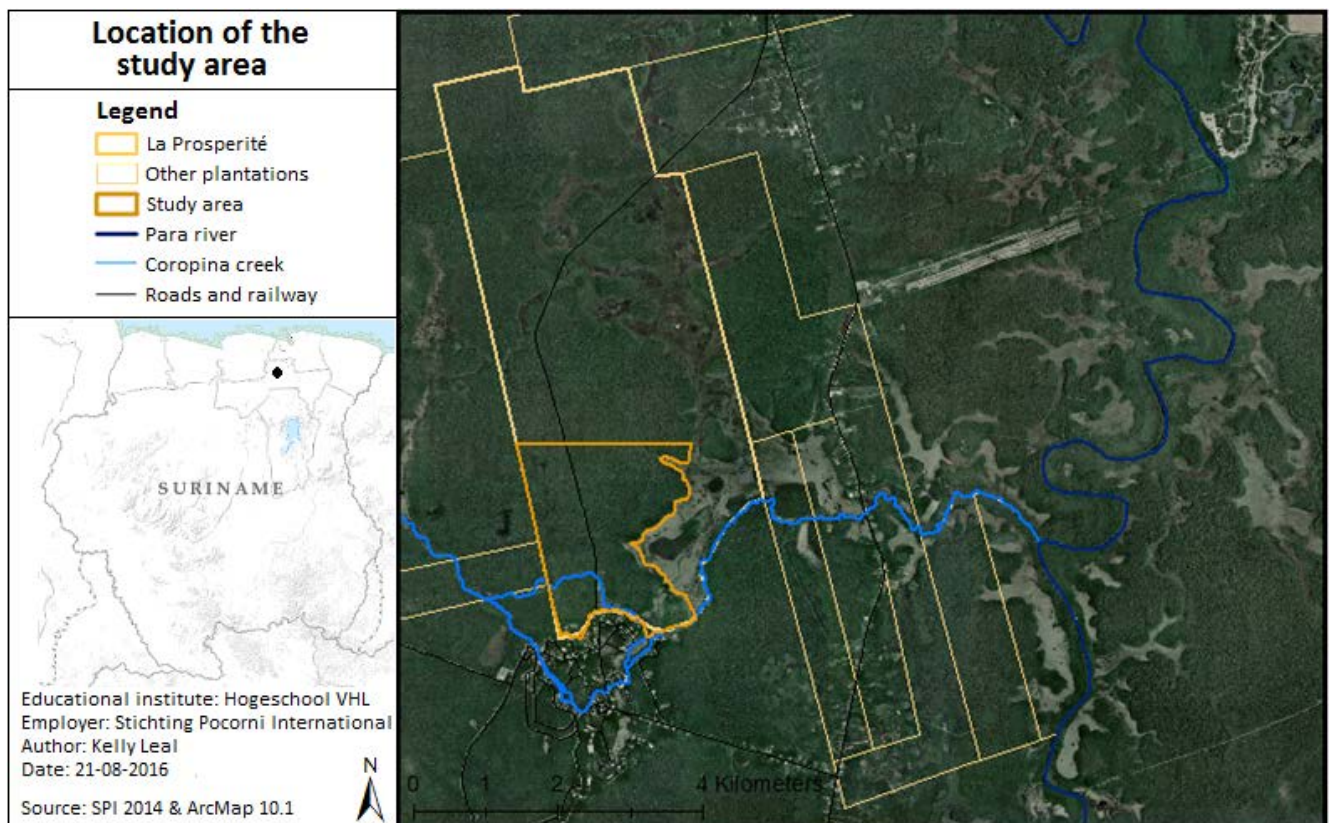 Location of the
study area
Legend
La Prosperité
Other plantations
Study area
Para river
Coropina creek
Roads and railway
SURINAME
Educational institute: Hogeschool VHL
Employer: Stichting Pocorni International
Author: Kelly Leal
Date: 21-08-2016
N
Source: SPI 2014 & ArcMap 10.1
0 1 2 4 Kilometers